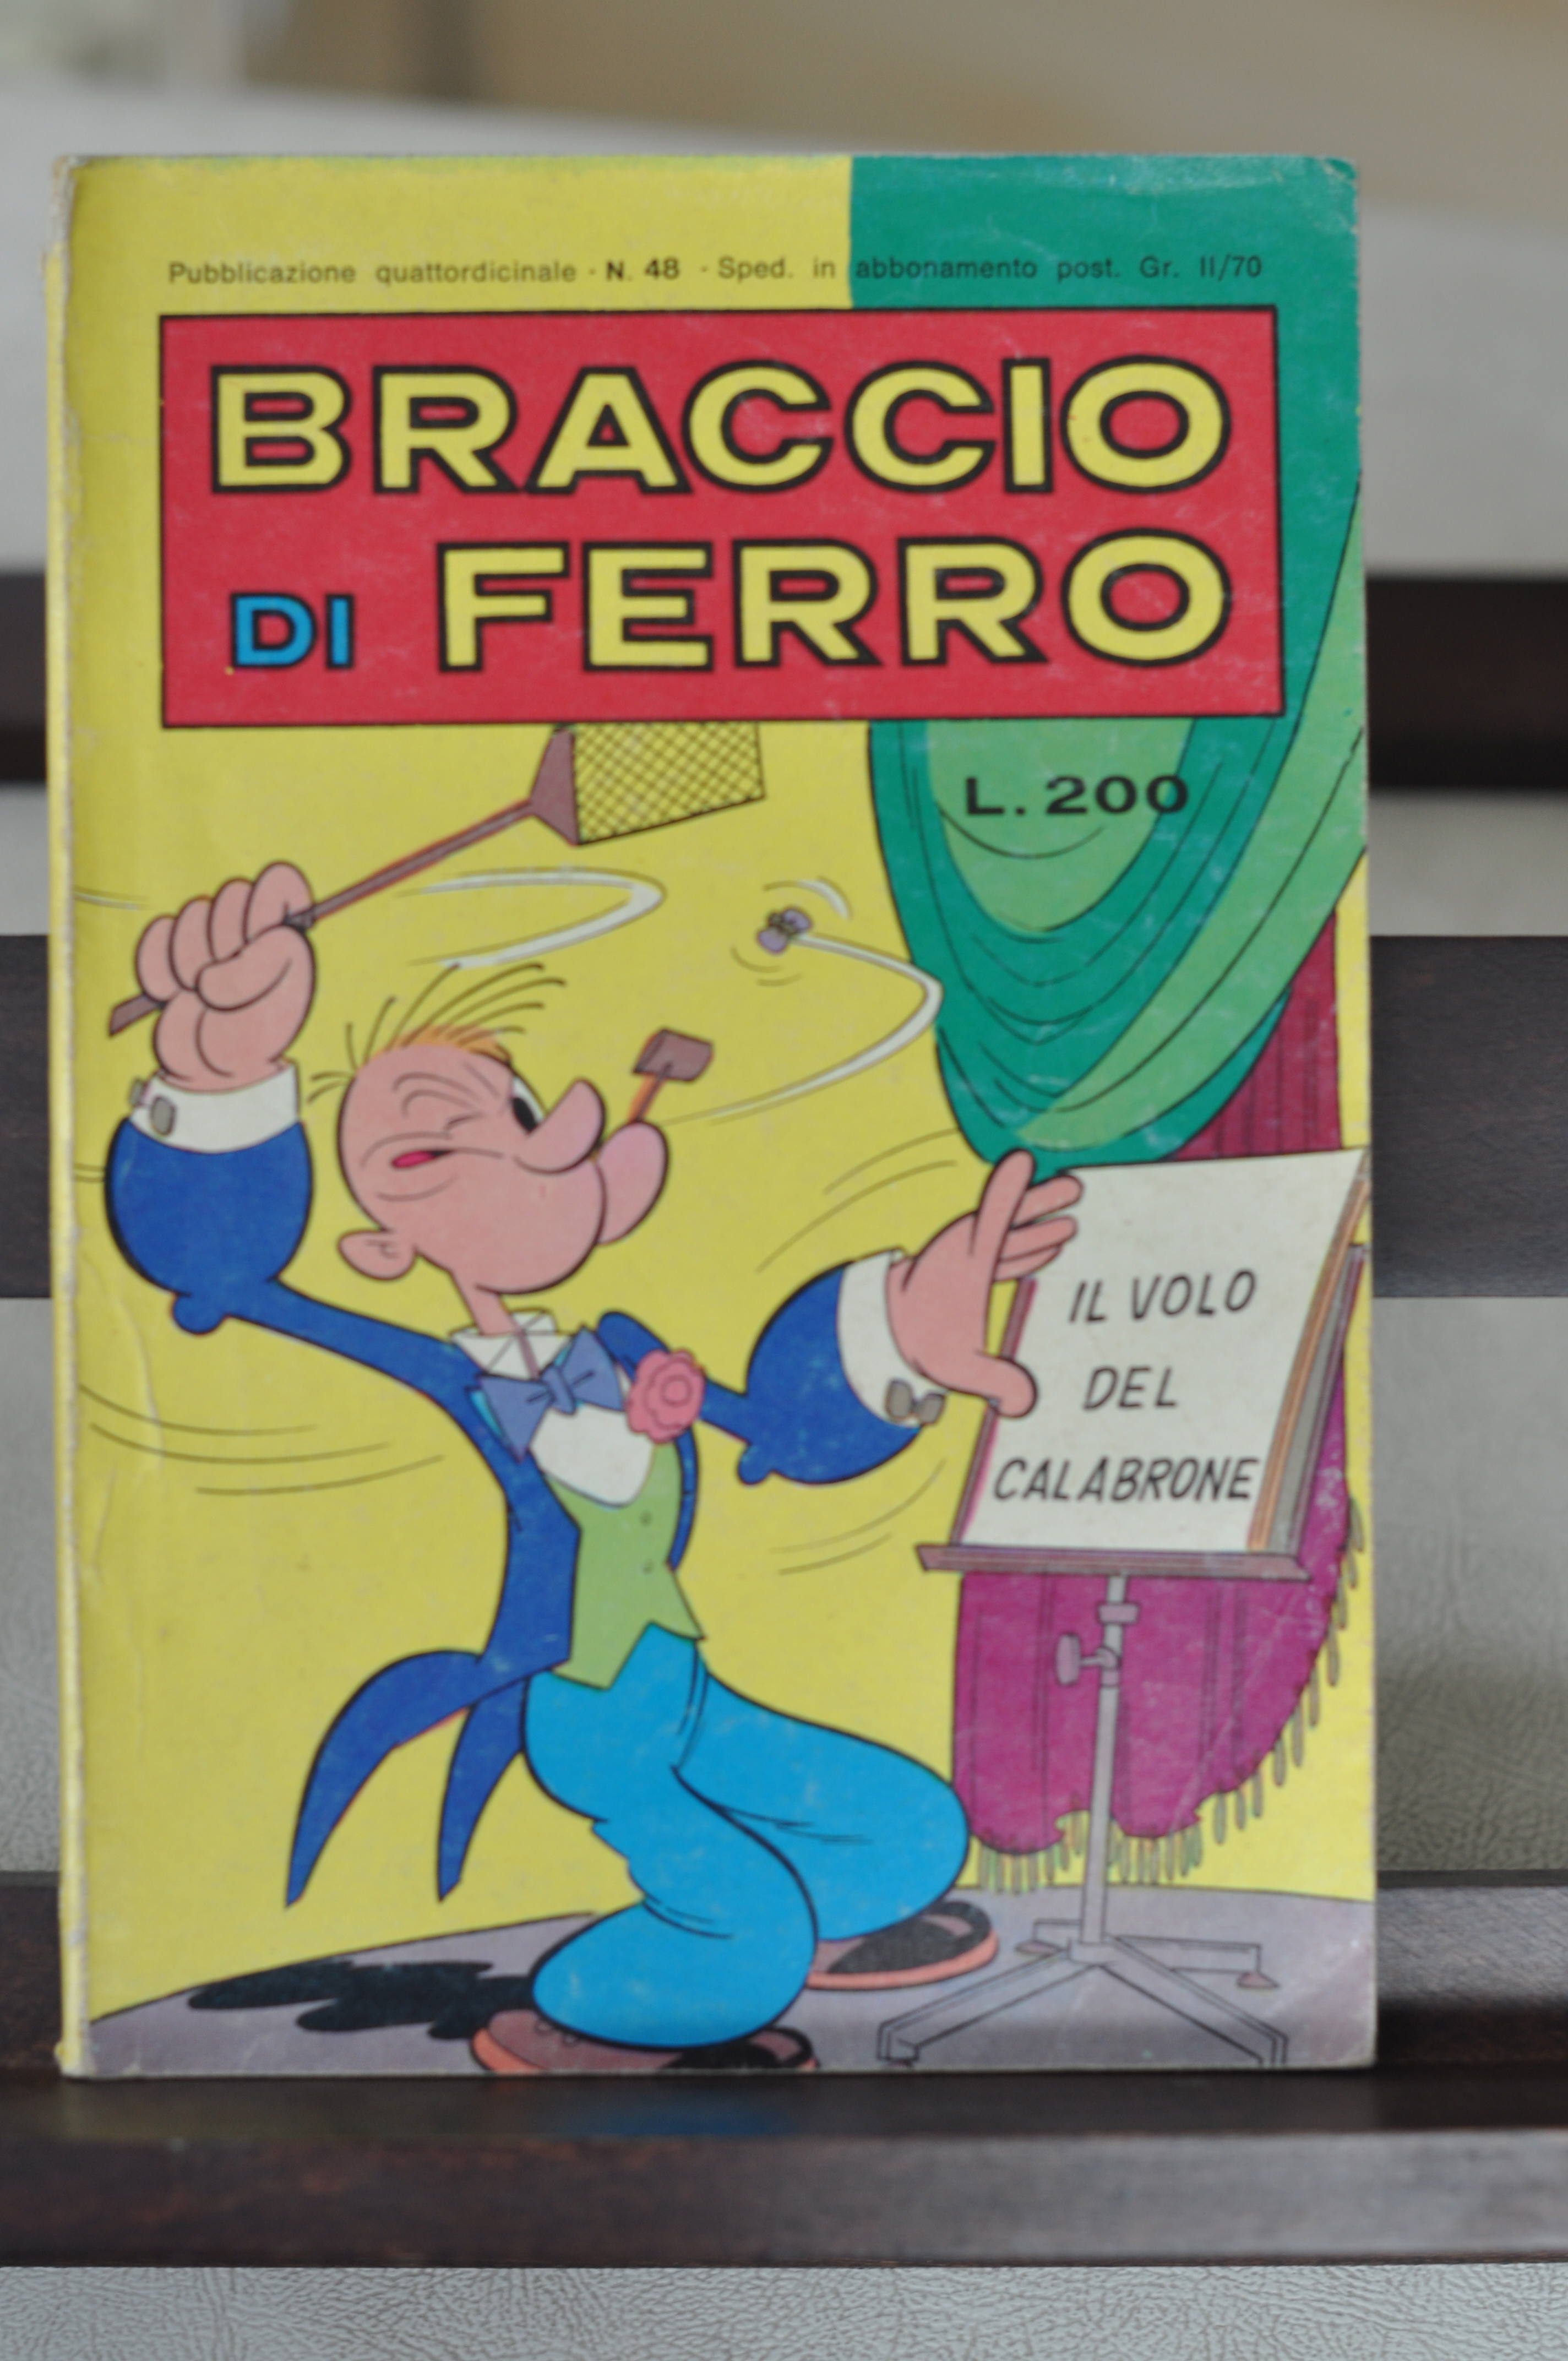 Pubblicazione quattordicinale - N. 48 - Sped. in abbonamento post. Gr. II/70
BRACCIO
DI FERRO
L. 200
IL VOLO
DEL
CALABRONE